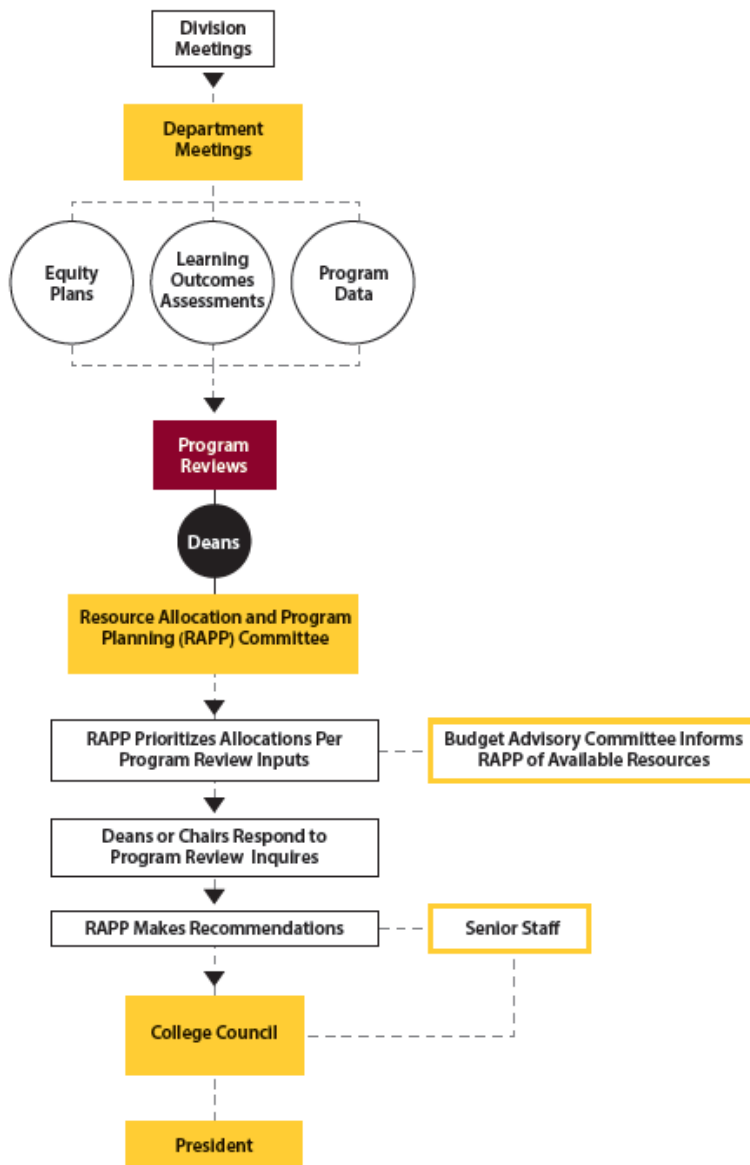 Division
Meetings
Department
Meetings
Equity
Plans
Learning
Outcomes
Assessments
Program
Data
Program
Reviews
Deans
Resource Allocation and Program
Planning (RAPP) Committee
RAPP Prioritizes Allocations Per
Program Review Inputs
Budget Advisory Committee Informs
RAPP of Available Resources
Deans or Chairs Respond to
Program Review Inquires
RAPP Makes Recommendations
Senior Staff
College Council
President